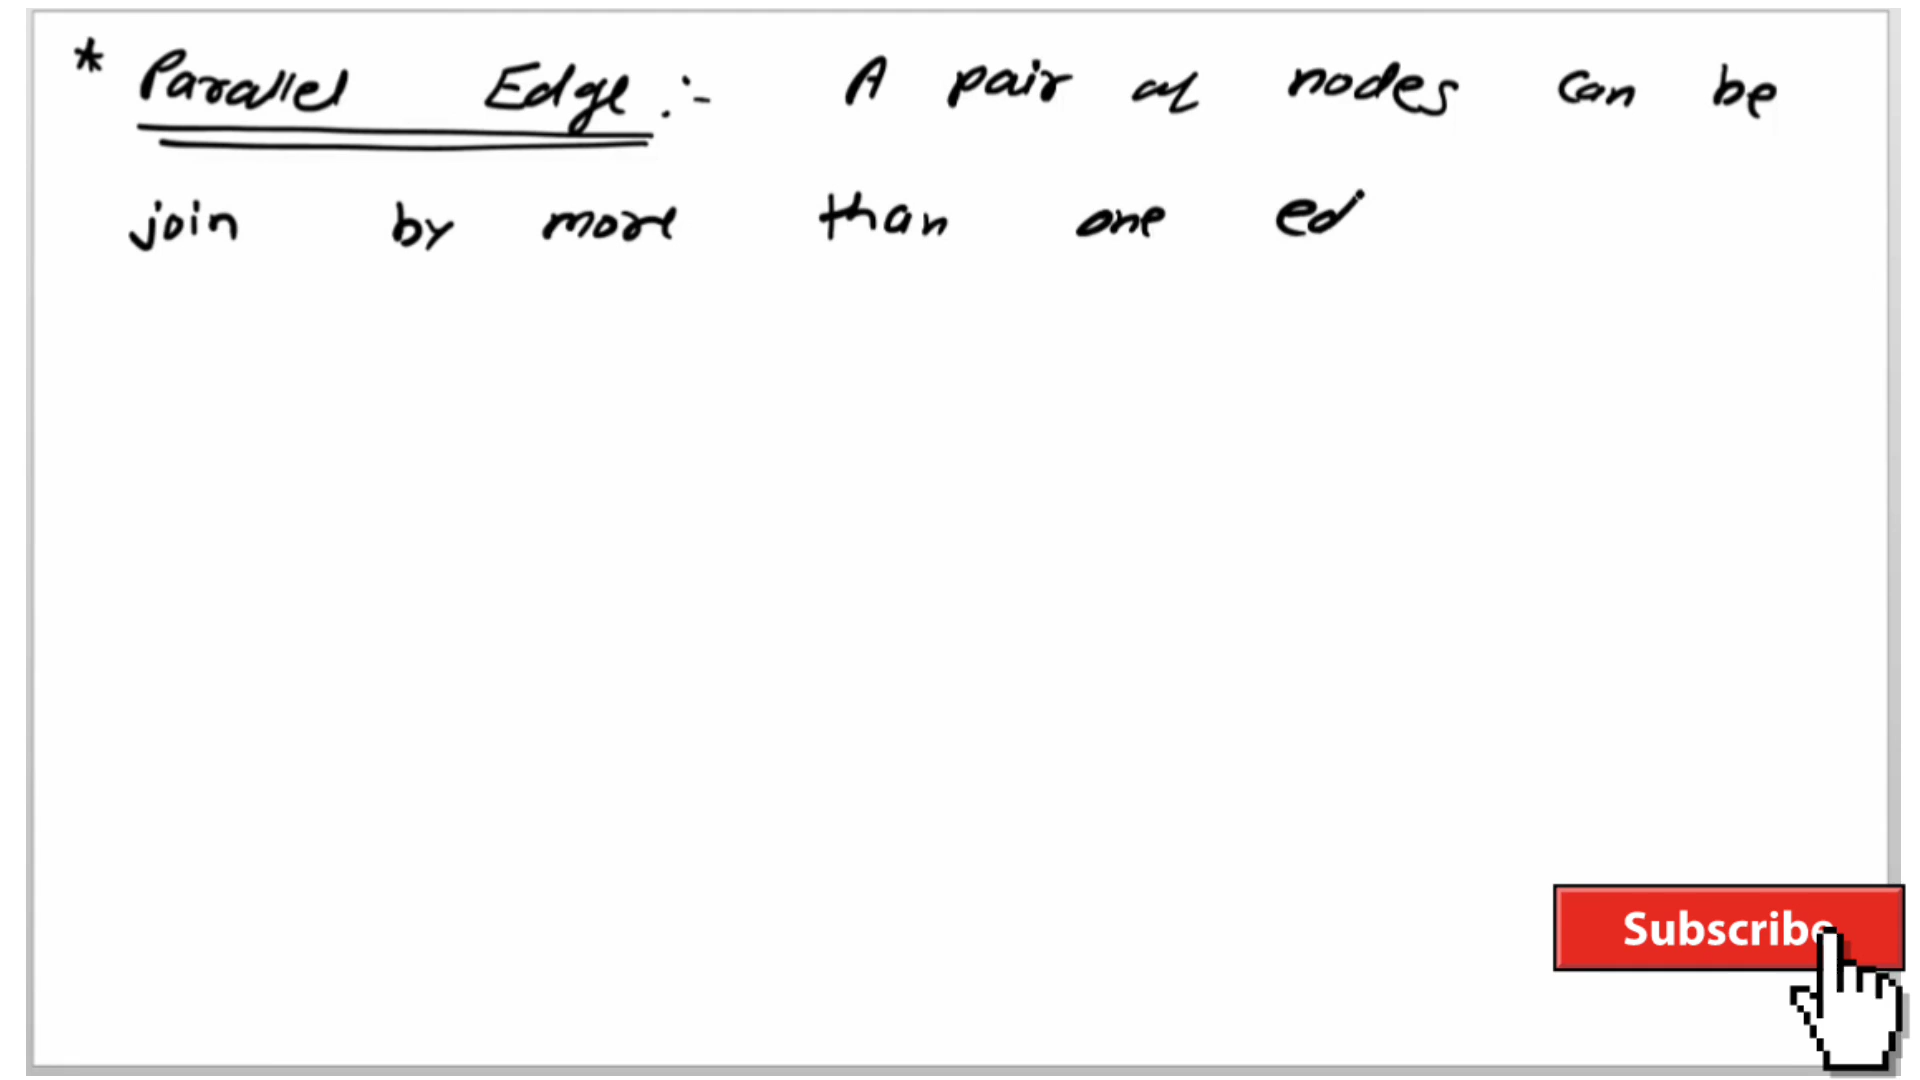 * Parallel Edge :- A pair of nodes can be
join by more than one ed
Subscribe